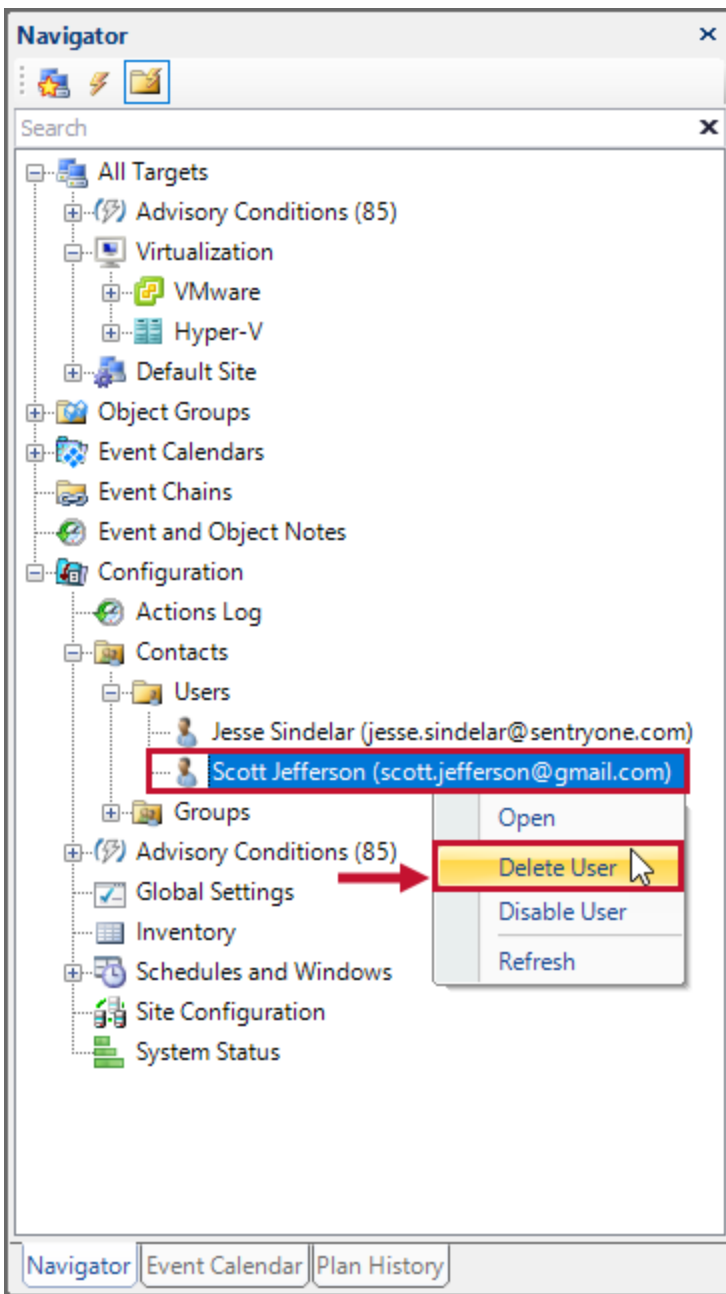 Navigator
Search
All Targets
Advisory Conditions (85)
Virtualization
VMware
Hyper-V
Default Site
Object Groups
Event Calendars
Event Chains
Event and Object Notes
Configuration
Actions Log
Contacts
Users
Jesse Sindelar (jesse.sindelar@sentryone.com)
Scott Jefferson (scott.jefferson@gmail.com)
Groups
Open
Advisory Conditions (85)
Delete User
Global Settings
Disable User
Inventory
Refresh
Schedules and Windows
Site Configuration
System Status
Navigator Event Calendar Plan History